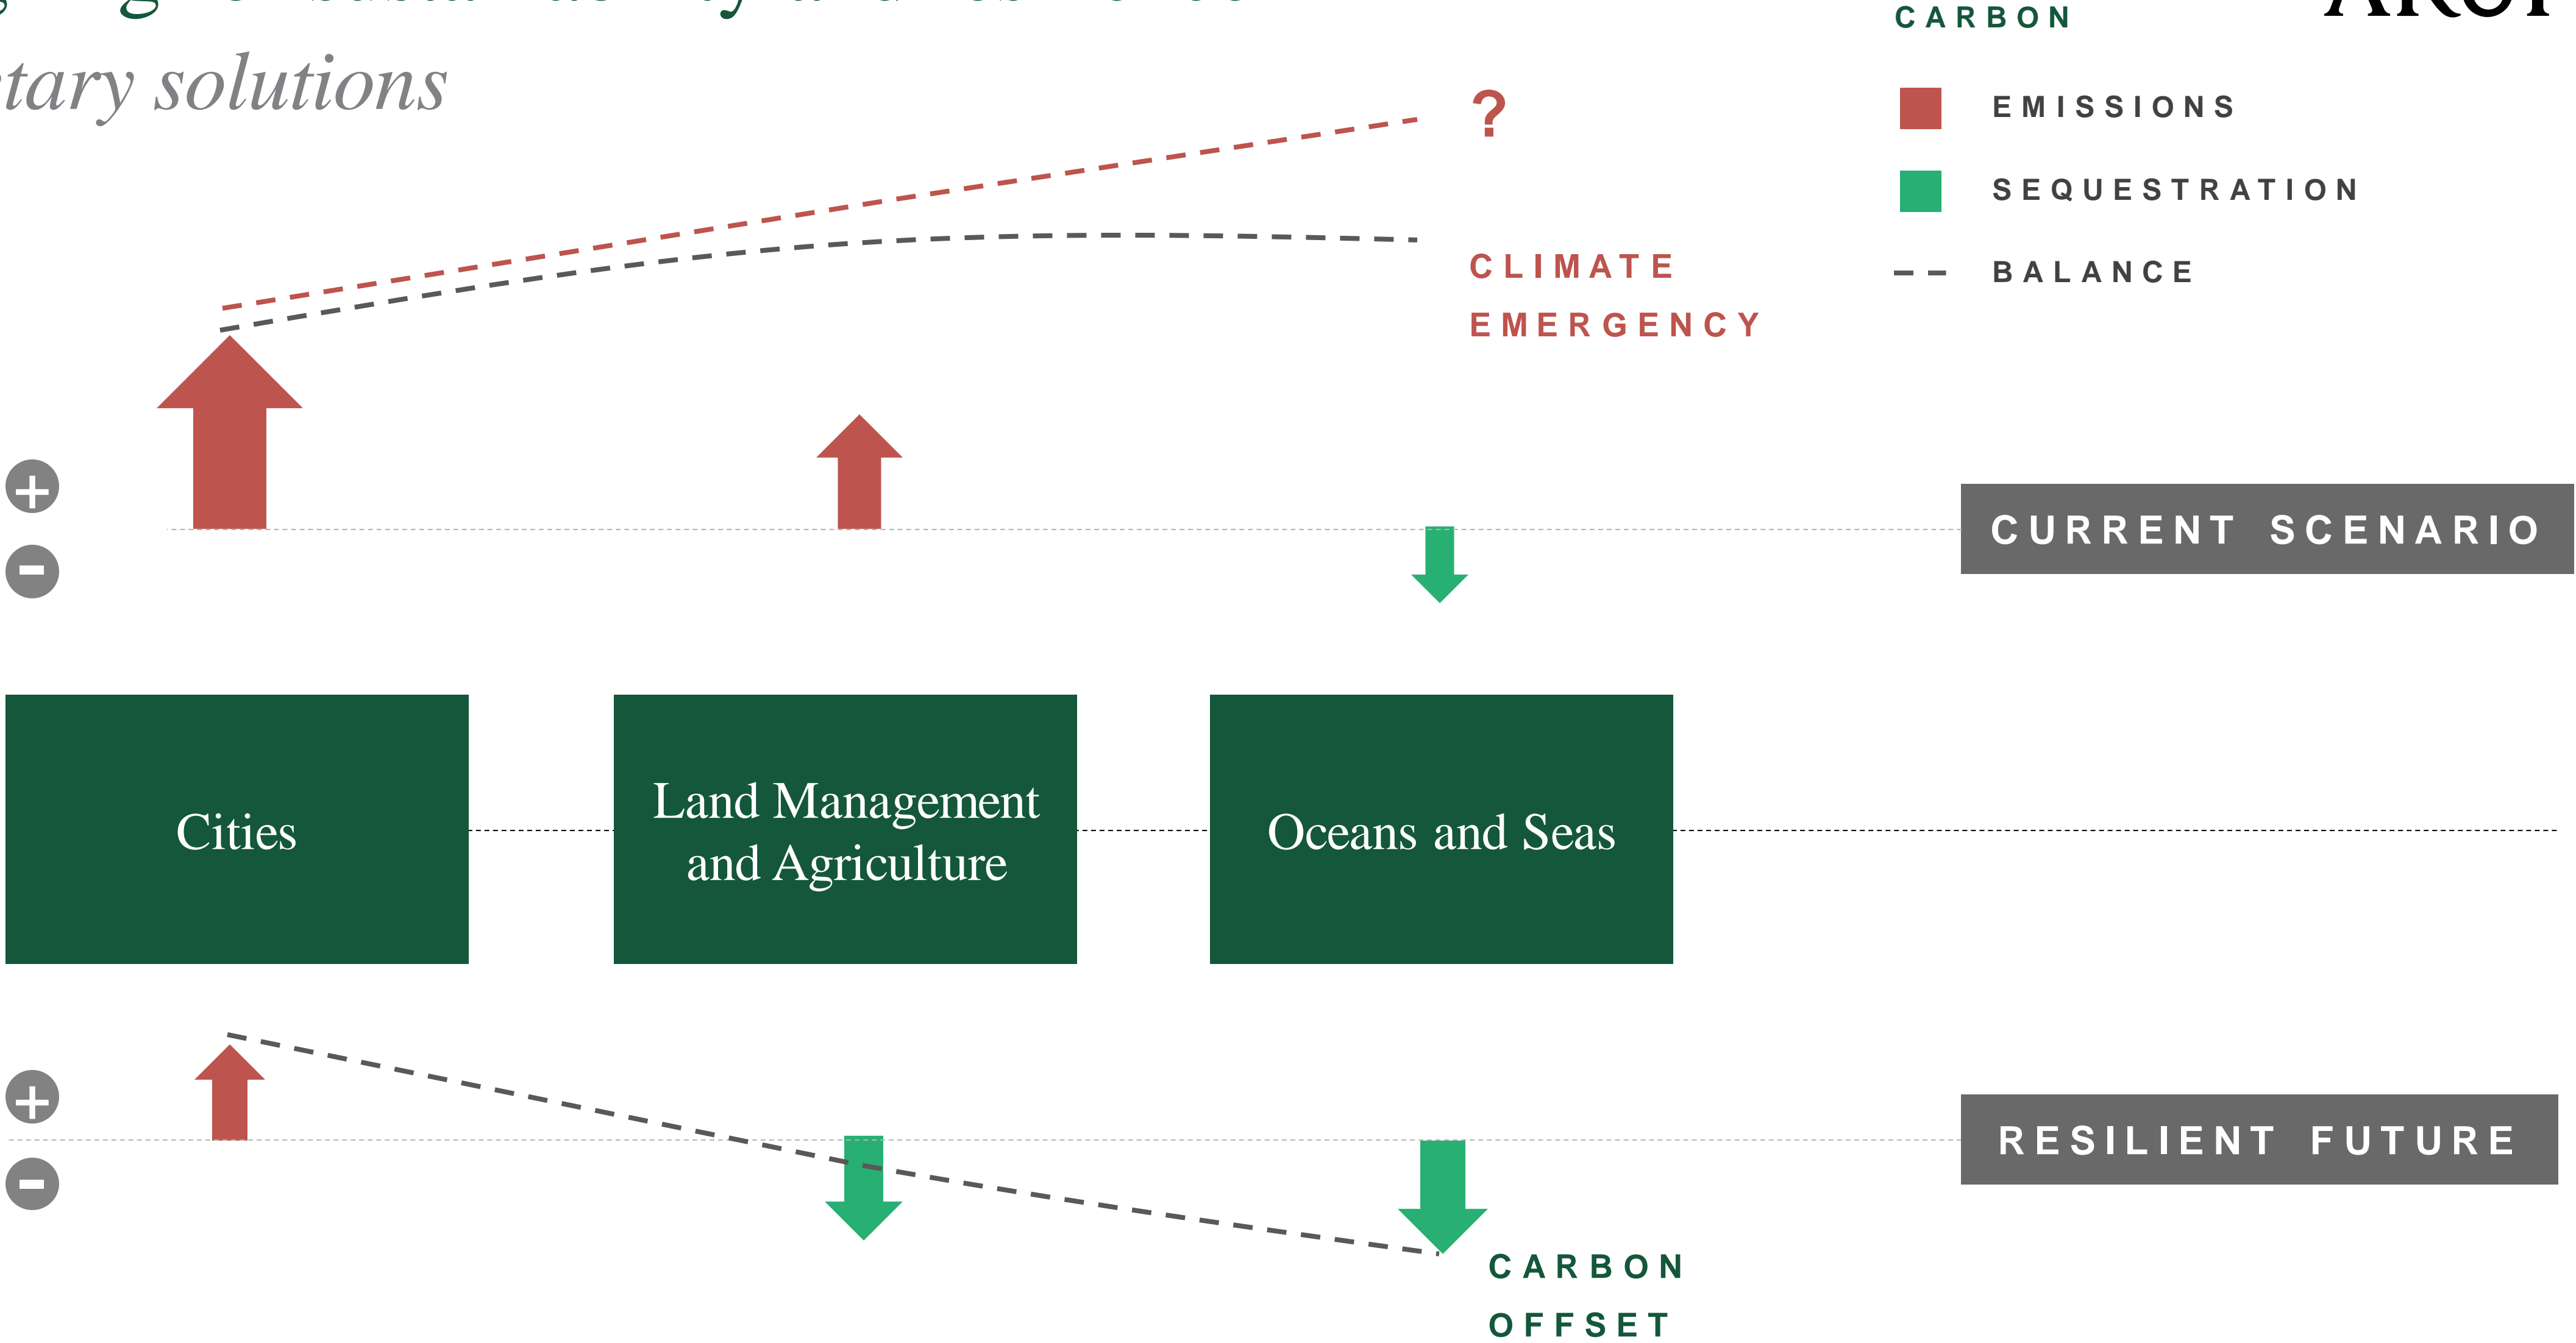 solutions
CARBON
EMISSIONS
SEQUESTRATION
BALANCE
?
CLIMATE
EMERGENCY
+
-
CURRENT SCENARIO
Cities
Land Management
and Agriculture
Oceans and Seas
+
-
RESILIENT FUTURE
CARBON
OFFSET